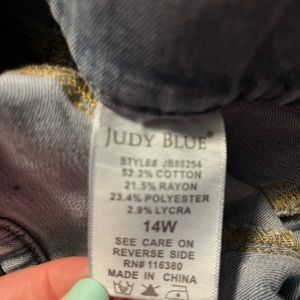 JUDY BLUE®
STYLE# JB88254
52.2% COTTON
21.5% RAYON
23.4% POLYESTER
2.9% LYCRA
14W
SEE CARE ON
REVERSE SIDE
RN# 116380
MADE IN CHINA